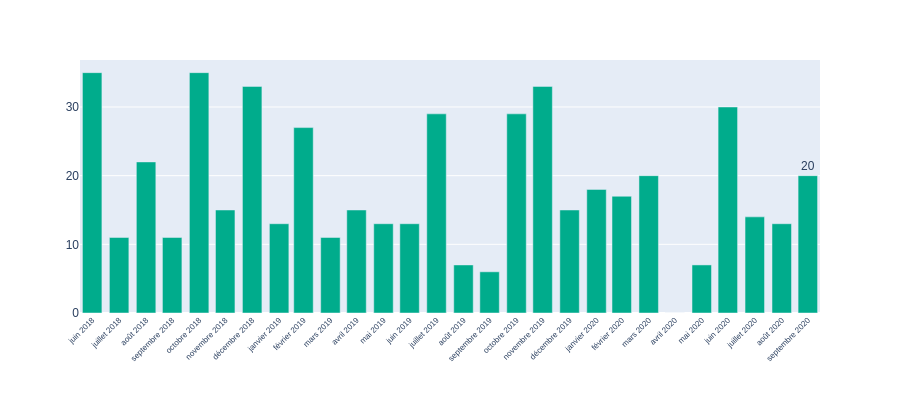 30
20
10
0
20
juin 2018
juillet 2018
août 2018
septembre 2018
octobre 2018
novembre 2018
décembre 2018
janvier 2019
février 2019
mars 2019
avril 2019
mai 2019
juin 2019
juillet 2019
août 2019
septembre 2019
octobre 2019
novembre 2019
décembre 2019
janvier 2020
février 2020
mars 2020
avril 2020
mai 2020
juin 2020
juillet 2020
août 2020
septembre 2020